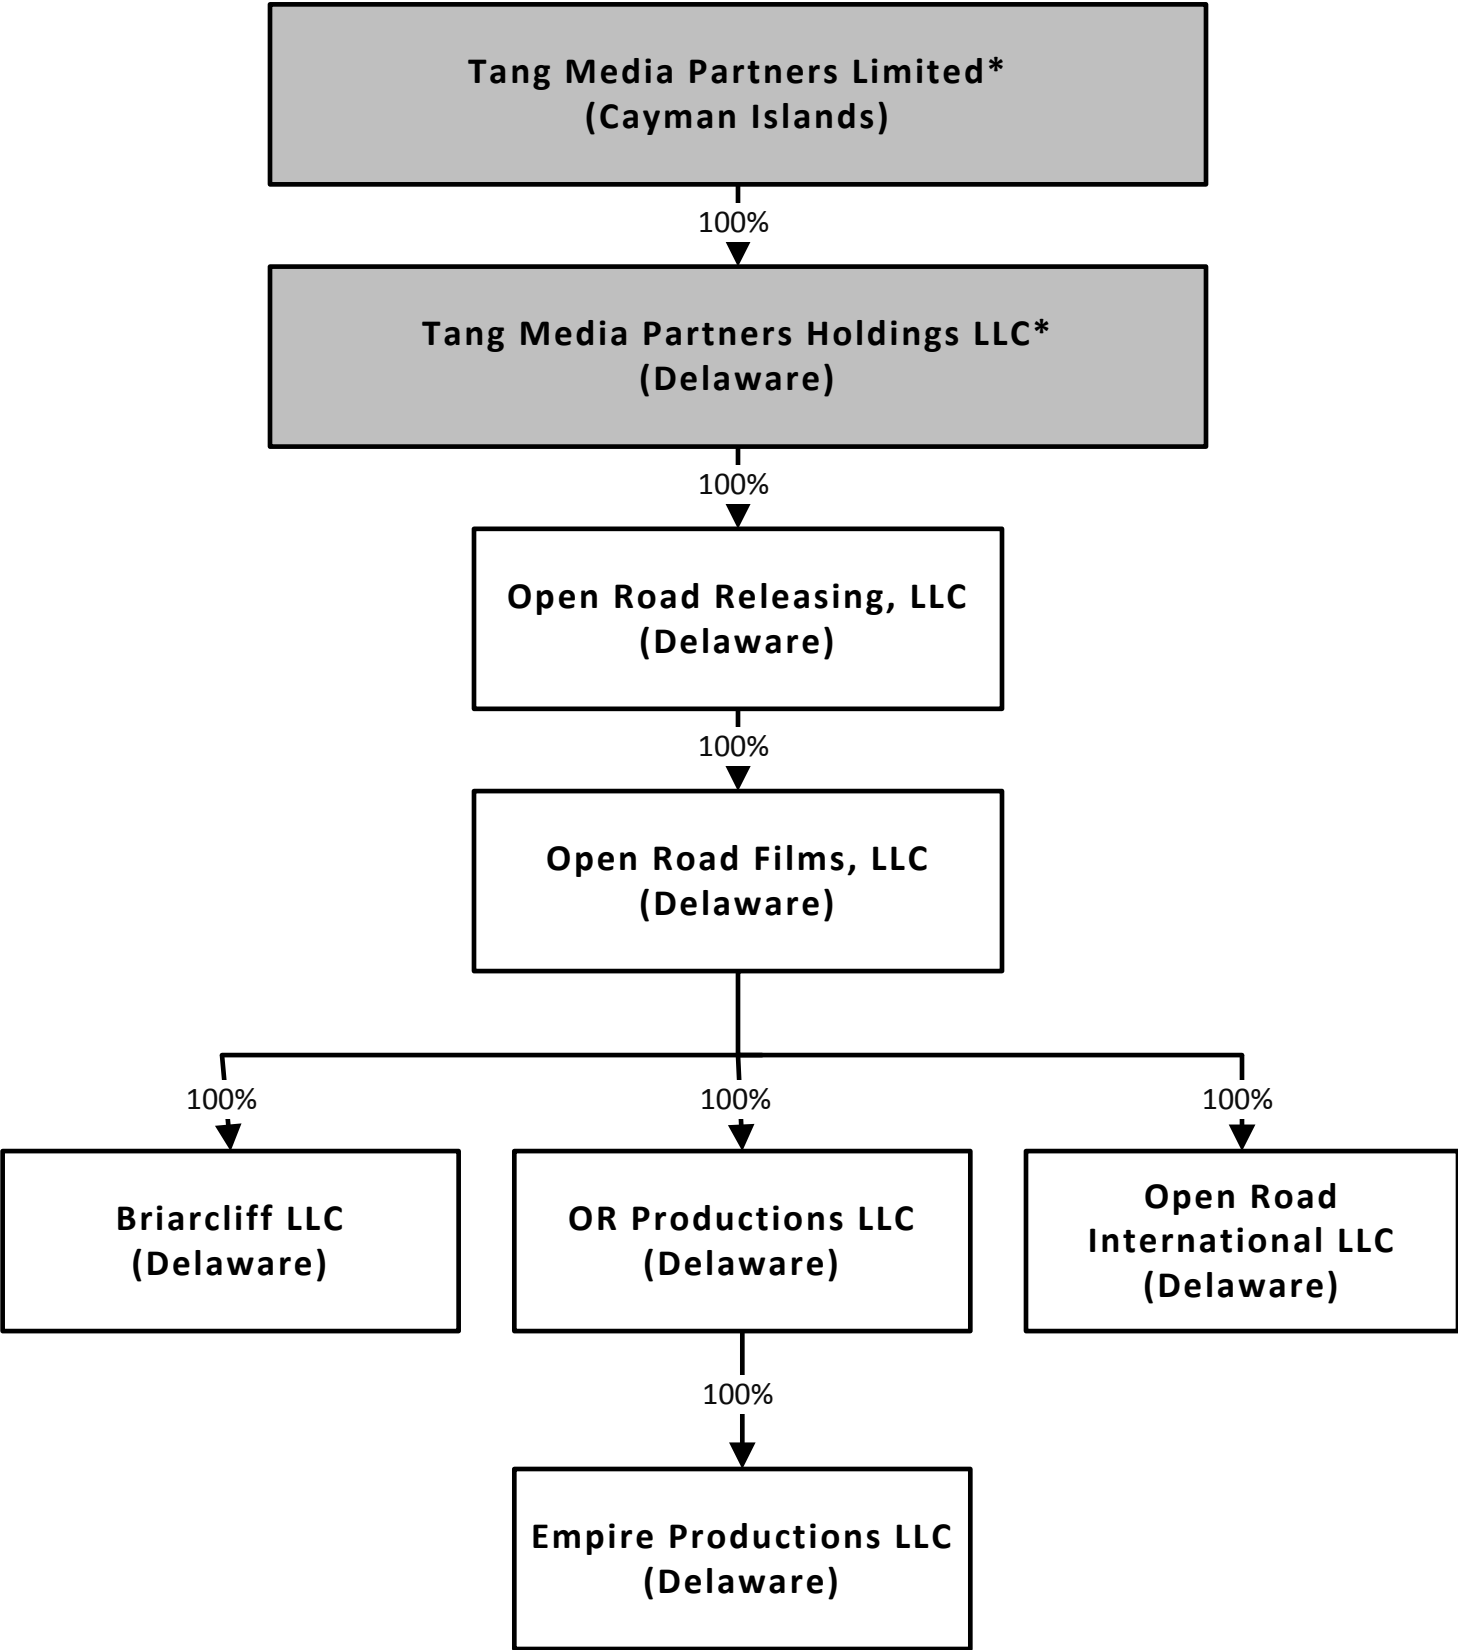 Tang Media Partners Limited*
(Cayman Islands)
100%
Tang Media Partners Holdings LLC*
(Delaware)
100%
Open Road Releasing, LLC
(Delaware)
100%
Open Road Films, LLC
(Delaware)
100%
100%
100%
Briarcliff LLC
(Delaware)
OR Productions LLC
(Delaware)
Open Road
International LLC
(Delaware)
100%
Empire Productions LLC
(Delaware)